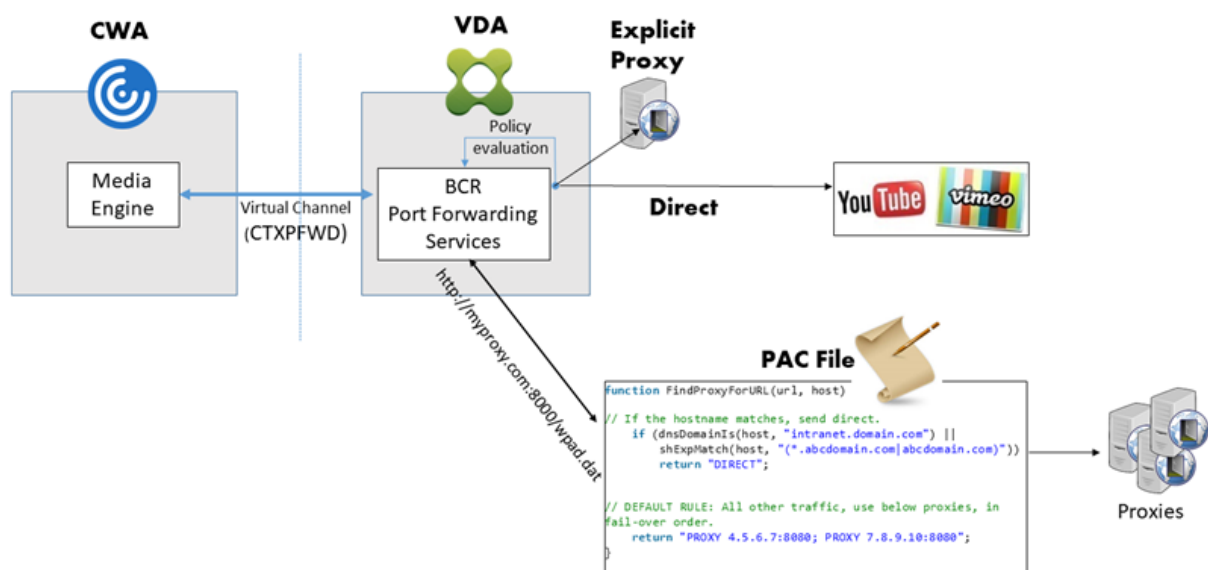 CWA
VDA
Explicit
Proxy
Policy
evaluation
Media
Engine
Virtual Channel
(CTXPFWD)
BCR
Port Forwarding
Services
Direct
You Tube
vimeo
http://myproxy.com:8000/wpad.dat
PAC File
function FindProxyForURL(url, host)
// If the hostname matches, send direct.
if (dnsDomainIs(host, "intranet.domain.com") ||
shExpMatch(host, "(*.abcdomain.com|abcdomain.com)"))
return "DIRECT";
// DEFAULT RULE: All other traffic, use below proxies, in
fail-over order.
return "PROXY 4.5.6.7:8080; PROXY 7.8.9.10:8080";
}
Proxies